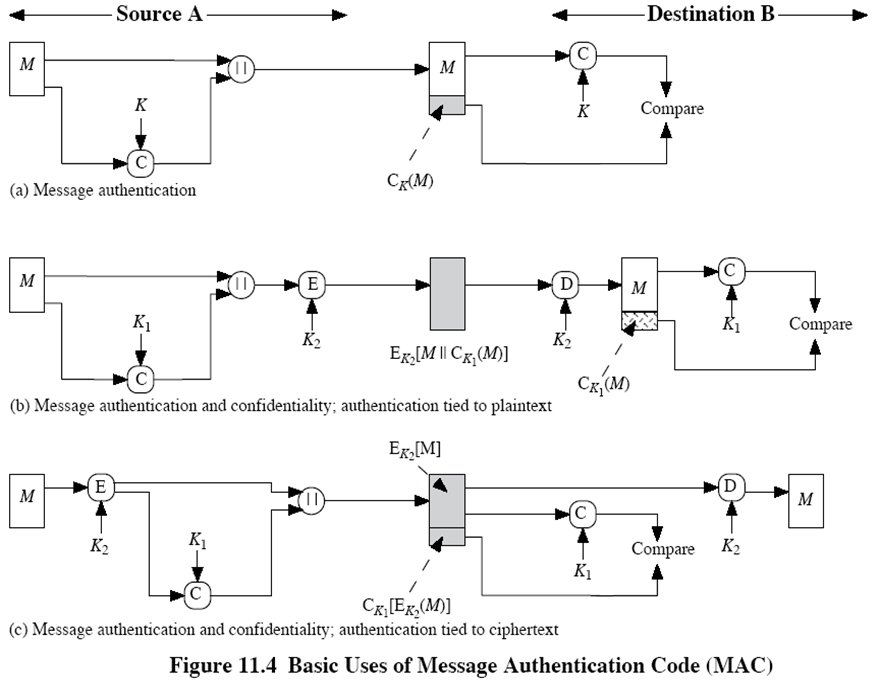 Source A
Destination B
M
||
M
C
K
C
K
Compare
C_K(M)
(a) Message authentication
M
||
E
D
M
C
K_1
C
K_2
K_2
K_1
Compare
E_{K_2}[M || C_{K_1}(M)]
C_{K_1}(M)
(b) Message authentication and confidentiality; authentication tied to plaintext
E_{K_2}[M]
M
E
||
D
M
K_2
K_1
C
C
K_1
Compare
K_2
C_{K_1}[E_{K_2}(M)]
(c) Message authentication and confidentiality; authentication tied to ciphertext
Figure 11.4 Basic Uses of Message Authentication Code (MAC)